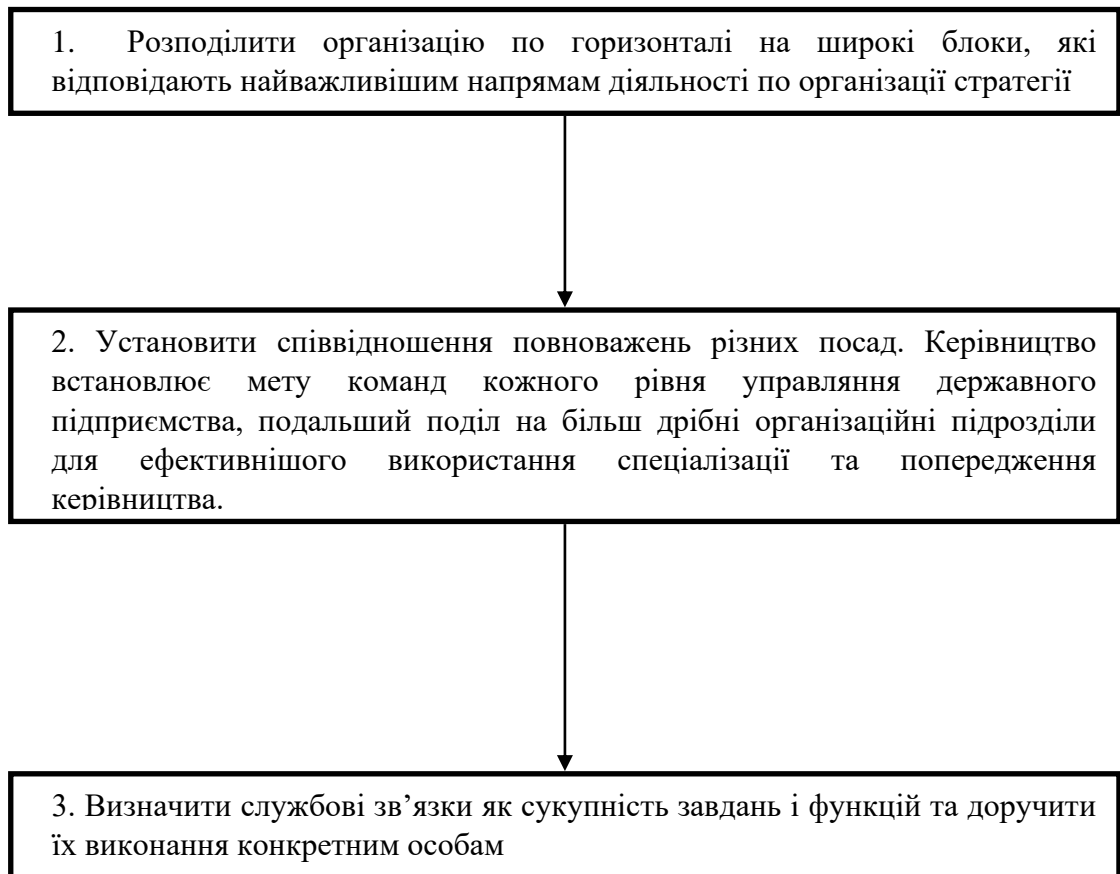 1. Розподілити організацію по горизонталі на широкі блоки, які
відповідають найважливішим напрямам діяльності по організації стратегії
2. Установити співвідношення повноважень різних посад. Керівництво
встановлює мету команд кожного рівня управляння державного
підприємства, подальший поділ на більш дрібні організаційні підрозділи
для ефективнішого використання спеціалізації та попередження
керівництва.
3. Визначити службові зв’язки як сукупність завдань і функцій та доручити
їх виконання конкретним особам